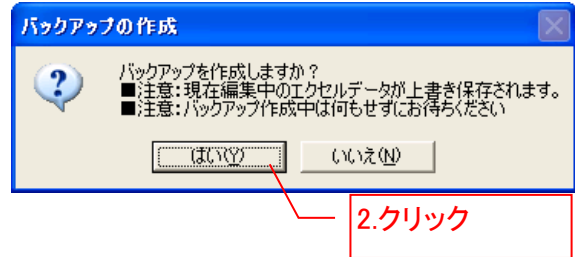 バックアップの作成
バックアップを作成しますか？
■注意：現在編集中のエクセルデータが上書き保存されます。
■注意：バックアップ作成中は何もせずにお待ちください
はい(Y)
いいえ(N)
2.クリック